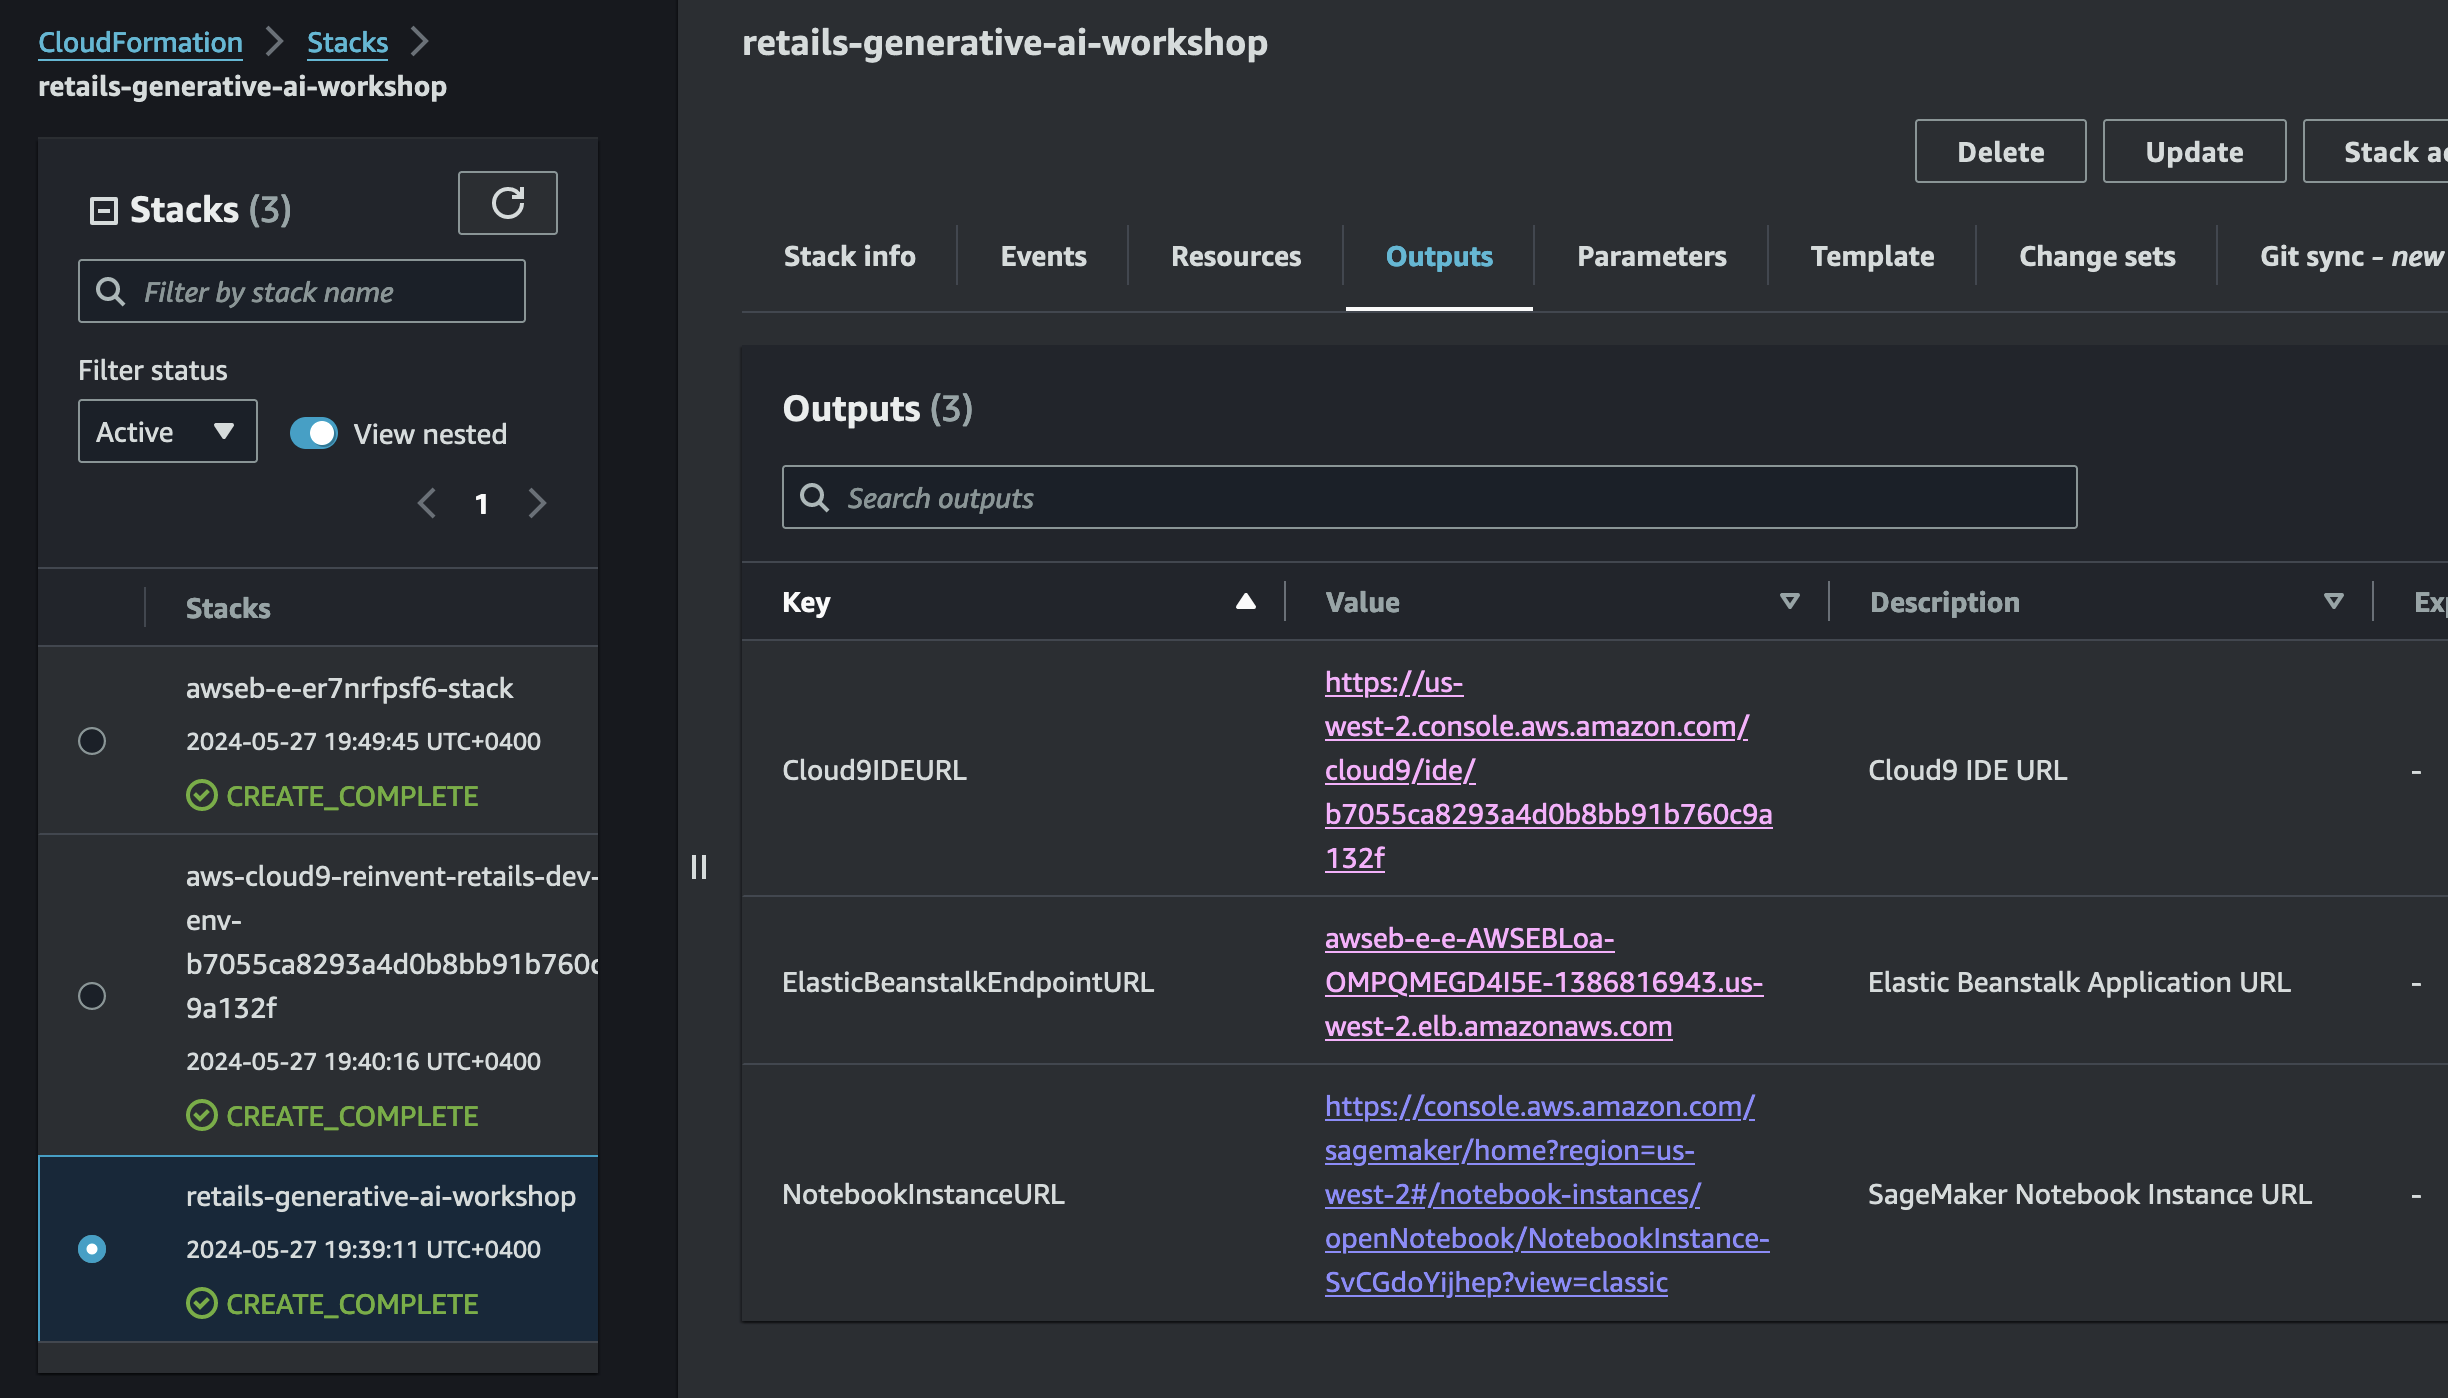 CloudFormation
Stacks
retails-generative-ai-workshop
Stacks (3)
Filter by stack name
Filter status
Active
View nested
1
Stacks
awseb-e-er7nrfpsf6-stack
2024-05-27 19:49:45 UTC+0400
CREATE_COMPLETE
aws-cloud9-reinvent-retails-dev-
env-
b7055ca8293a4d0b8bb91b760c
9a132f
2024-05-27 19:40:16 UTC+0400
CREATE_COMPLETE
retails-generative-ai-workshop
2024-05-27 19:39:11 UTC+0400
CREATE_COMPLETE
retails-generative-ai-workshop
Delete
Update
Stack
Stack info
Events
Resources
Outputs
Parameters
Template
Change sets
Git sync - new
Outputs (3)
Search outputs
Key
Value
Description
Cloud9IDEURL
https://us-
west-2.console.aws.amazon.com/
cloud9/ide/
b7055ca8293a4d0b8bb91b760c9a
132f
Cloud9 IDE URL
-
ElasticBeanstalkEndpointURL
awseb-e-e-AWSEBLoa-
OMPQMEGD4I5E-1386816943.us-
west-2.elb.amazonaws.com
Elastic Beanstalk Application URL
-
NotebookInstanceURL
https://console.aws.amazon.com/
sagemaker/home?region=us-
west-2#/notebook-instances/
openNotebook/NotebookInstance-
SvCGdoYijhep?view=classic
SageMaker Notebook Instance URL
-